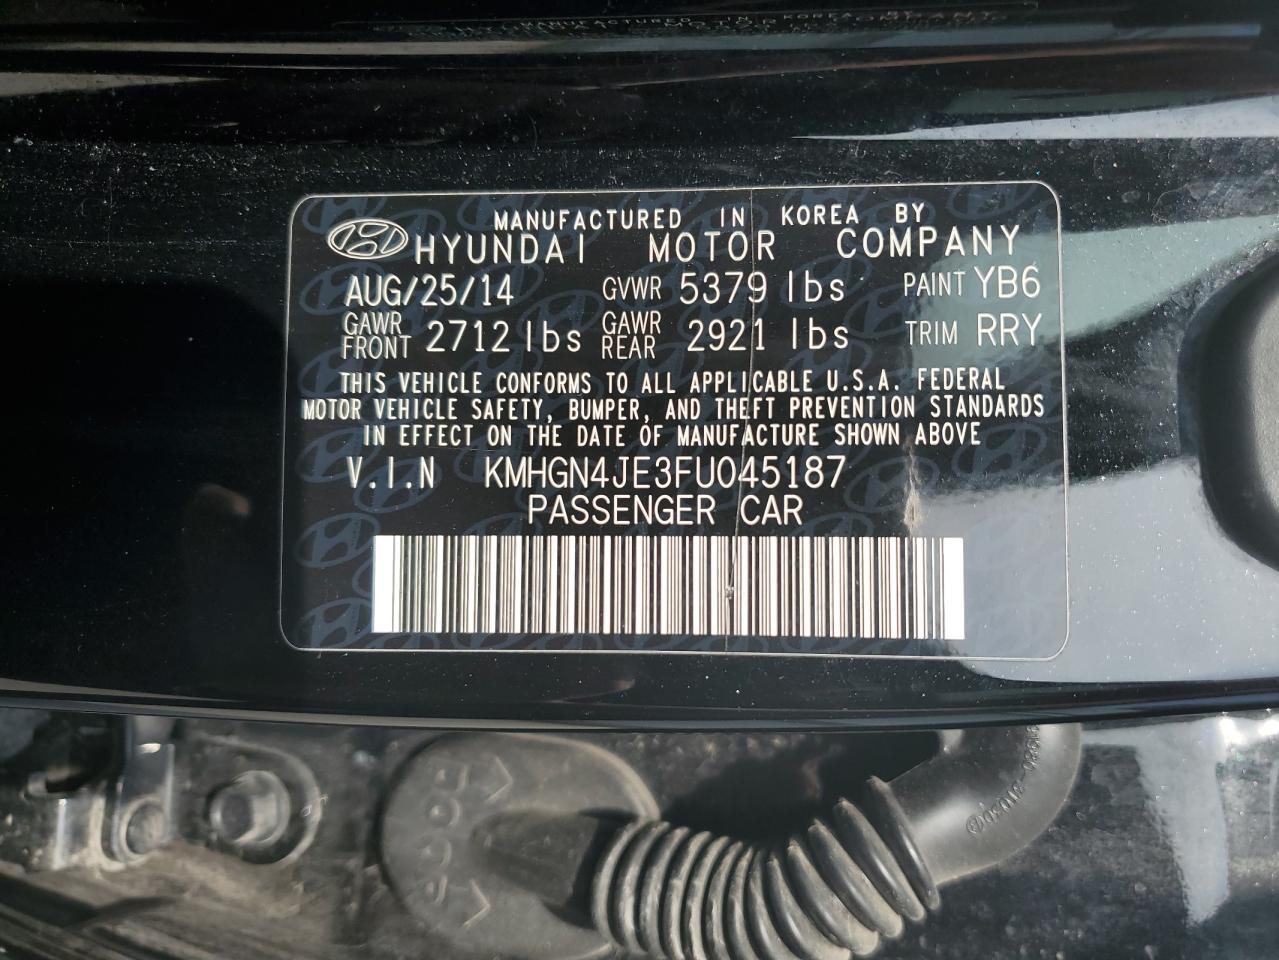 MANUFACTURED IN KOREA BY
HYUNDAI MOTOR COMPANY
AUG/25/14 GVWR 5379 lbs PAINT YB6
GAWR FRONT 2712 lbs GAWR REAR 2921 lbs TRIM RRY
THIS VEHICLE CONFORMS TO ALL APPLICABLE U.S.A. FEDERAL
MOTOR VEHICLE SAFETY, BUMPER, AND THEFT PREVENTION STANDARDS
IN EFFECT ON THE DATE OF MANUFACTURE SHOWN ABOVE
V.I.N KMHGN4JE3FU045187
PASSENGER CAR
DOOR